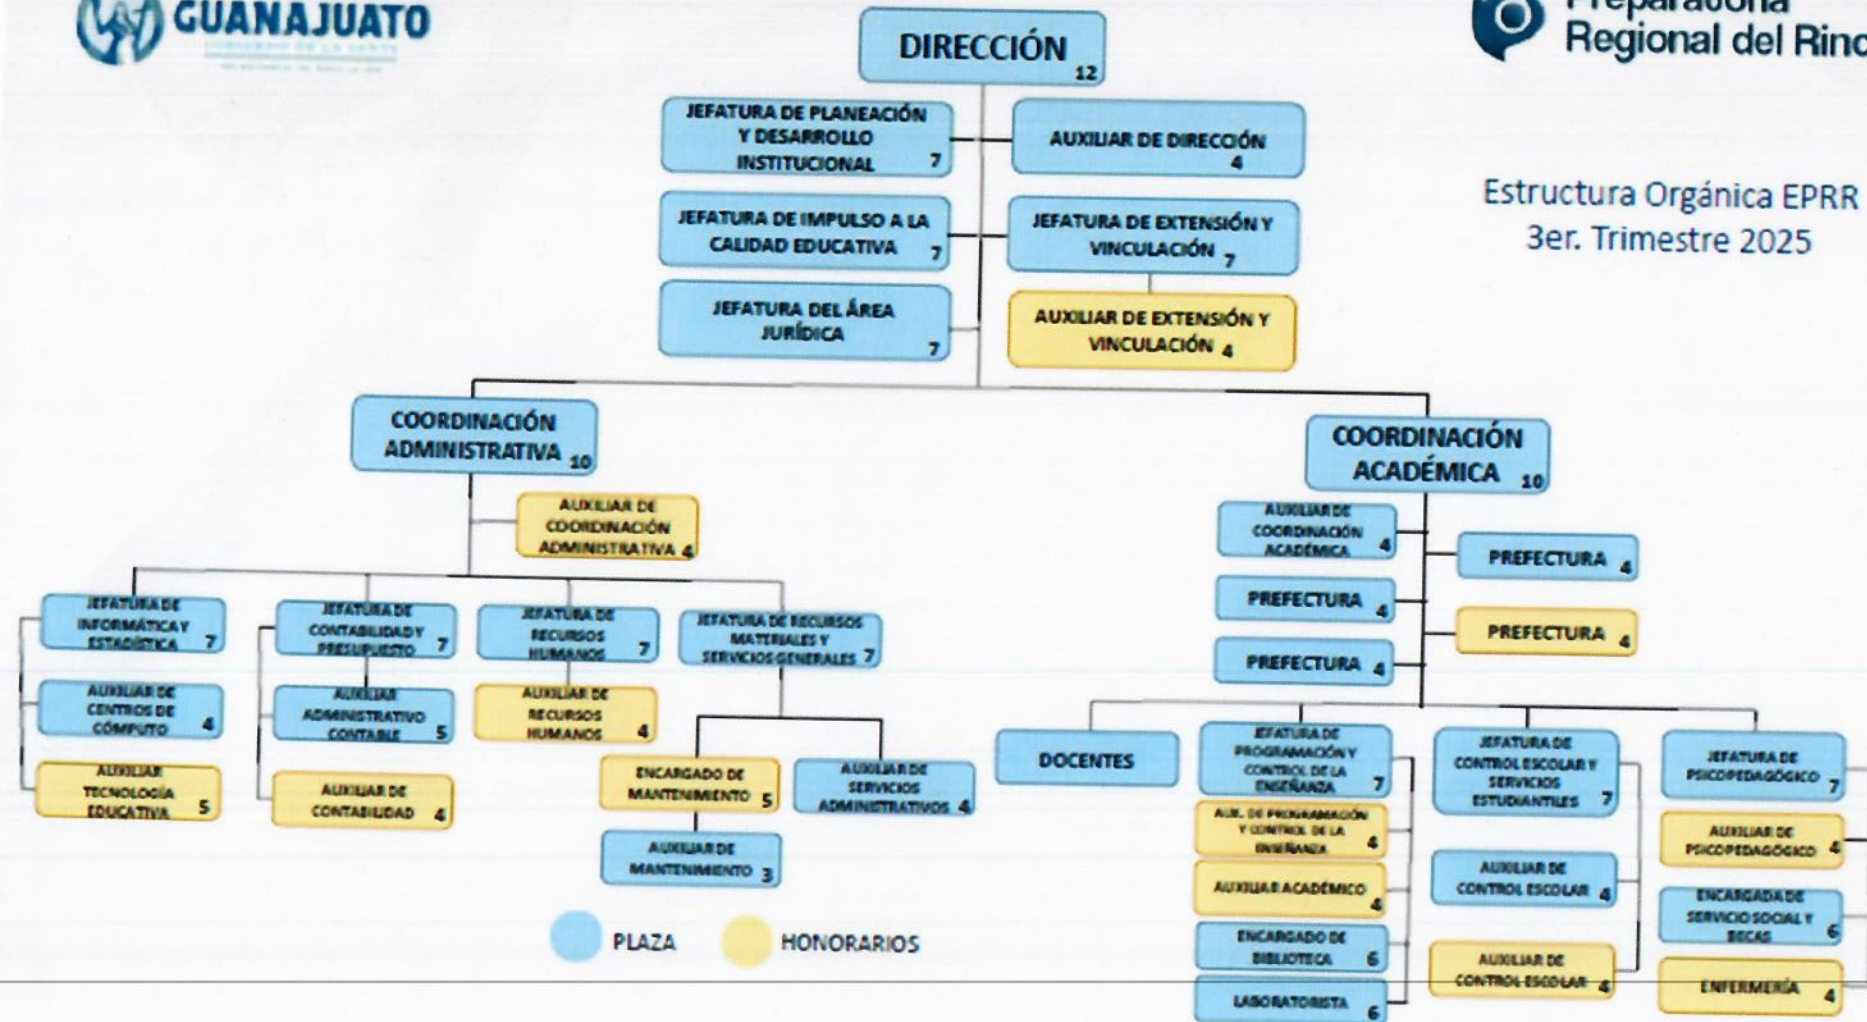 GUANAJUATO
Preparatoria
Regional del Rinc
Estructura Orgánica EPRR
3er. Trimestre 2025
DIRECCIÓN
12
JEFATURA DE PLANEACIÓN
Y DESARROLLO
INSTITUCIONAL 7
AUXILIAR DE DIRECCIÓN
4
JEFATURA DE IMPULSO A LA
CALIDAD EDUCATIVA 7
JEFATURA DE EXTENSIÓN Y
VINCULACIÓN 7
JEFATURA DEL ÁREA
JURÍDICA
7
AUXILIAR DE EXTENSIÓN Y
VINCULACIÓN 4
COORDINACIÓN
ADMINISTRATIVA 10
AUXILIAR DE
COORDINACIÓN
ADMINISTRATIVA 4
JEFATURA DE
INFORMÁTICA Y
ESTADÍSTICA 7
AUXILIAR DE
CENTROS DE
CÓMPUTO 4
AUXILIAR
TECNOLOGÍA
EDUCATIVA 5
JEFATURA DE
CONTABILIDAD Y
PRESUPUESTO 7
AUXILIAR
ADMINISTRATIVO
CONTABLE 5
AUXILIAR DE
CONTABILIDAD 4
JEFATURA DE
RECURSOS
HUMANOS 7
AUXILIAR DE
RECURSOS
HUMANOS 4
JEFATURA DE RECURSOS
MATERIALES Y
SERVICIOS GENERALES 7
ENCARGADO DE
MANTENIMIENTO 5
AUXILIAR DE
MANTENIMIENTO 3
AUXILIAR DE
SERVICIOS
ADMINISTRATIVOS 4
COORDINACIÓN
ACADÉMICA 10
AUXILIAR DE
COORDINACIÓN
ACADÉMICA 4
PREFECTURA 4
PREFECTURA 4
PREFECTURA 4
PREFECTURA 4
DOCENTES
JEFATURA DE
PROGRAMACIÓN Y
CONTROL DE LA
ENSEÑANZA 7
AUX. DE PROGRAMACIÓN
Y CONTROL DE LA
ENSEÑANZA 4
AUXILIAR ACADÉMICO
4
ENCARGADO DE
BIBLIOTECA 6
LABORATORISTA 6
JEFATURA DE
CONTROL ESCOLAR Y
SERVICIOS
ESTUDIANTILES 7
AUXILIAR DE
CONTROL ESCOLAR 4
AUXILIAR DE
CONTROL ESCOLAR 4
JEFATURA DE
PSICOPEDAGÓGICO 7
AUXILIAR DE
PSICOPEDAGÓGICO 4
ENCARGADA DE
SERVICIO SOCIAL Y
BECAS 6
ENFERMERÍA 4
PLAZA
HONORARIOS